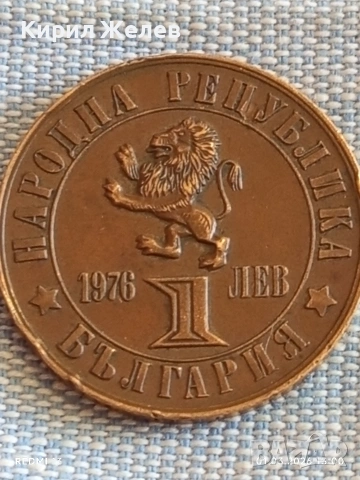 Кирил Желев
НАРОДНА РЕПУБЛИКА
1976 ЛЕВ
1
БЪЛГАРИЯ